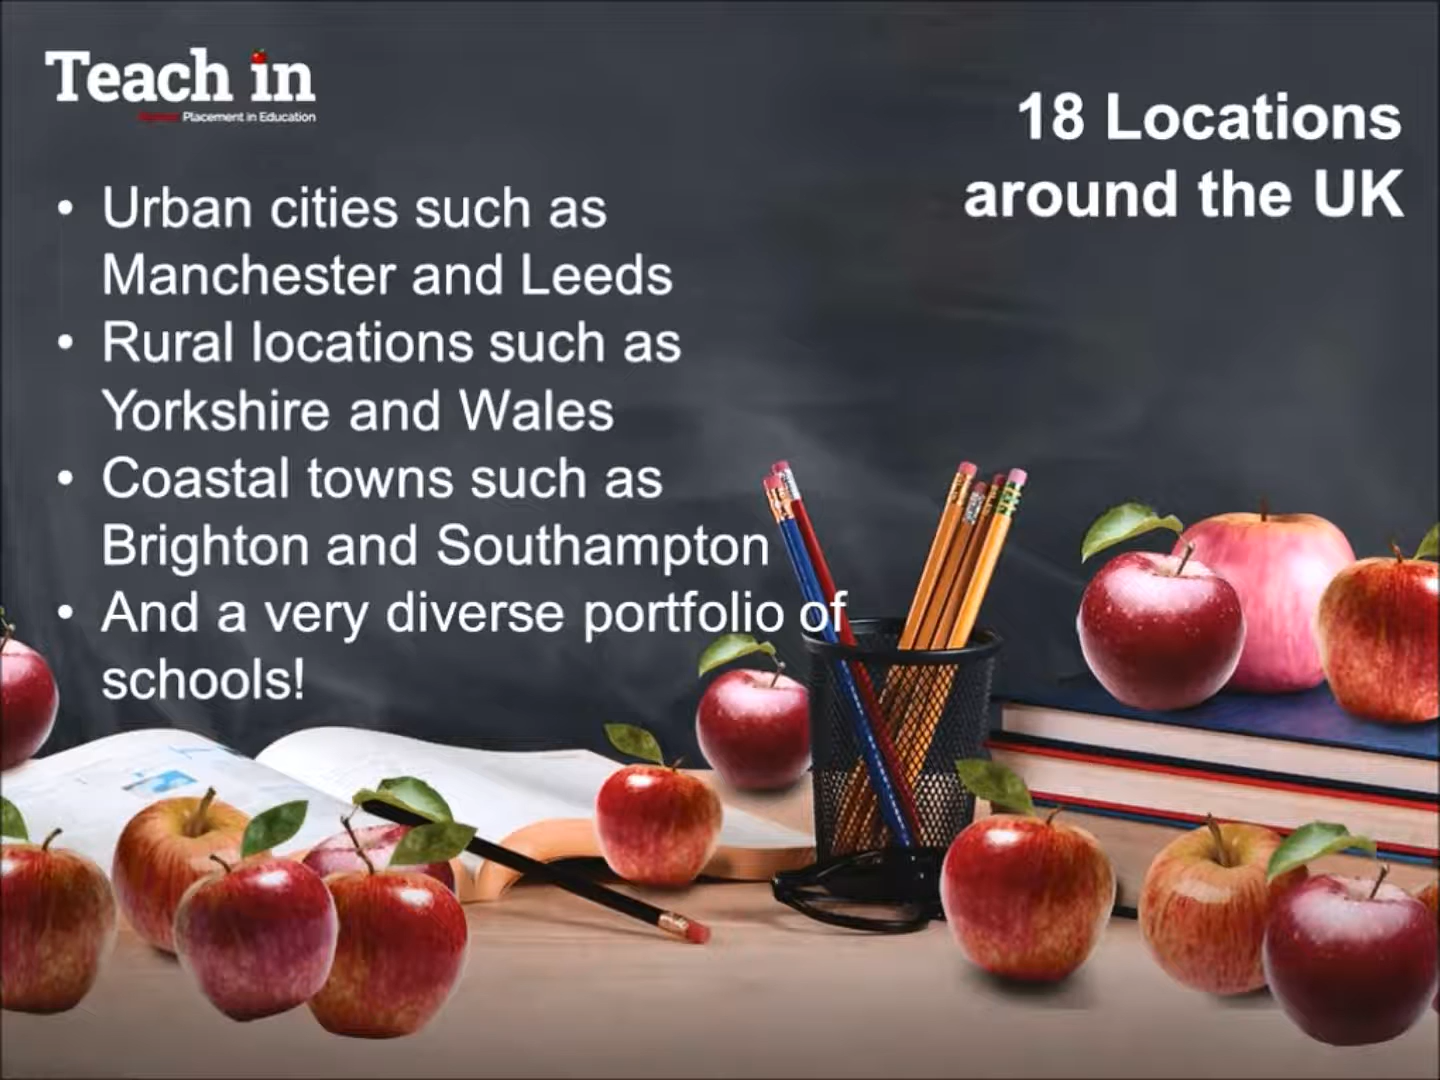 Teach in
Placement in Education
18 Locations
around the UK
• Urban cities such as
Manchester and Leeds
• Rural locations such as
Yorkshire and Wales
• Coastal towns such as
Brighton and Southampton
• And a very diverse portfolio of
schools!